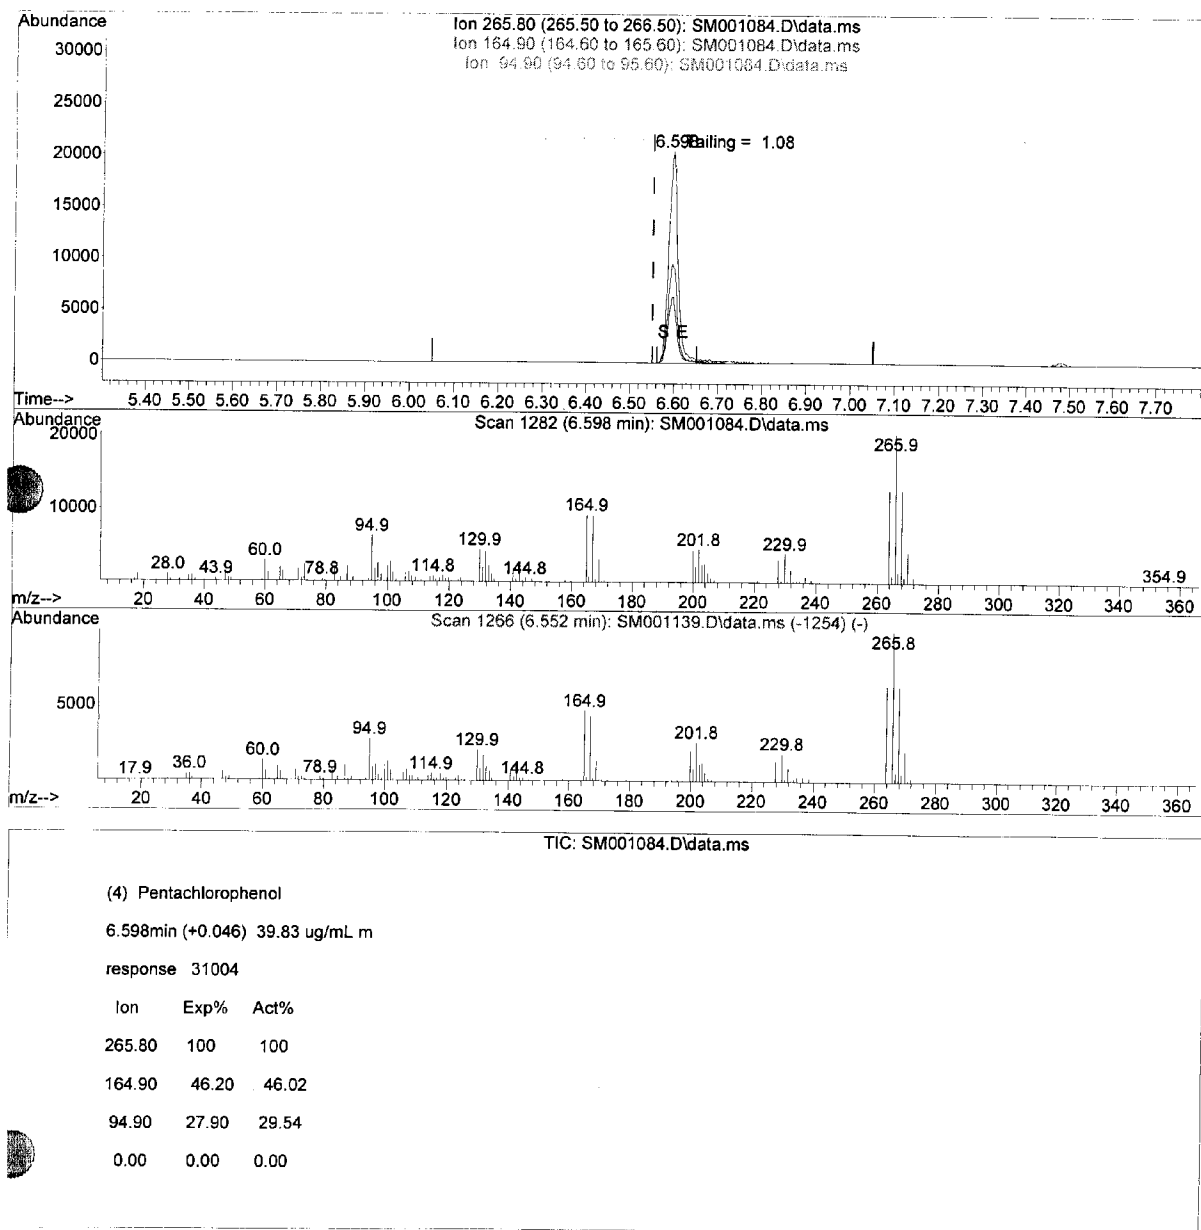 Abundance
Ion 265.80 (265.50 to 266.50): SM001084.D\data.ms
Ion 164.90 (164.60 to 165.60): SM001084.D\data.ms
Ion 94.90 (94.60 to 95.60): SM001084.D\data.ms
30000
25000
20000
15000
10000
5000
0
6.598
Tailing = 1.08
S E
Time--> 5.40 5.50 5.60 5.70 5.80 5.90 6.00 6.10 6.20 6.30 6.40 6.50 6.60 6.70 6.80 6.90 7.00 7.10 7.20 7.30 7.40 7.50 7.60 7.70
Abundance
Scan 1282 (6.598 min): SM001084.D\data.ms
20000
10000
28.0 43.9 60.0 78.8 94.9 114.8 129.9 144.8 164.9 201.8 229.9 265.9 354.9
m/z--> 20 40 60 80 100 120 140 160 180 200 220 240 260 280 300 320 340 360
Abundance
Scan 1266 (6.552 min): SM001139.D\data.ms (-1254) (-)
5000
17.9 36.0 60.0 78.9 94.9 114.9 129.9 144.8 164.9 201.8 229.8 265.8
m/z--> 20 40 60 80 100 120 140 160 180 200 220 240 260 280 300 320 340 360
TIC: SM001084.D\data.ms
(4) Pentachlorophenol
6.598min (+0.046) 39.83 ug/mL m
response 31004
Ion Exp% Act%
265.80 100 100
164.90 46.20 46.02
94.90 27.90 29.54
0.00 0.00 0.00